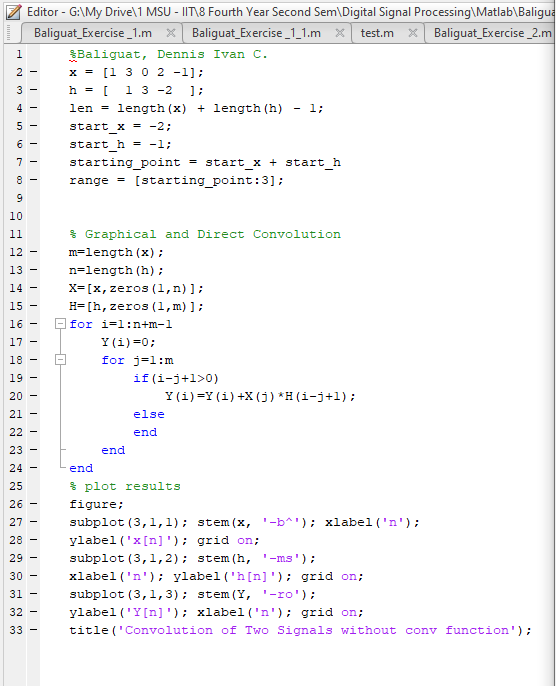 Editor - G:\My Drive\1 MSU - IIT\8 Fourth Year Second Sem\Digital Signal Processing\Matlab\Baligua
Baliguat_Exercise _1.m × Baliguat_Exercise _1_1.m × test.m × Baliguat_Exercise _2.m
1 %Baliguat, Dennis Ivan C.
2 – x = [1 3 0 2 -1];
3 – h = [ 1 3 -2 ];
4 – len = length(x) + length(h) - 1;
5 – start_x = -2;
6 – start_h = -1;
7 – starting_point = start_x + start_h
8 – range = [starting_point:3];
9
10
11 % Graphical and Direct Convolution
12 – m=length(x);
13 – n=length(h);
14 – X=[x,zeros(1,n)];
15 – H=[h,zeros(1,m)];
16 – for i=1:n+m-1
17 – Y(i)=0;
18 – for j=1:m
19 – if(i-j+1>0)
20 – Y(i)=Y(i)+X(j)*H(i-j+1);
21 – else
22 – end
23 – end
24 – end
25 % plot results
26 – figure;
27 – subplot(3,1,1); stem(x, '-b^'); xlabel('n');
28 – ylabel('x[n]'); grid on;
29 – subplot(3,1,2); stem(h, '-ms');
30 – xlabel('n'); ylabel('h[n]'); grid on;
31 – subplot(3,1,3); stem(Y, '-ro');
32 – ylabel('Y[n]'); xlabel('n'); grid on;
33 – title('Convolution of Two Signals without conv function');